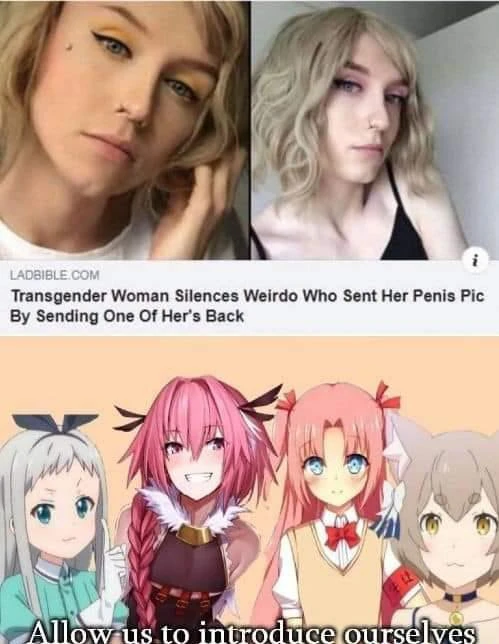 LADBIBLE.COM
Transgender Woman Silences Weirdo Who Sent Her Penis Pic
By Sending One Of Her's Back
Allow us to introduce ourselves